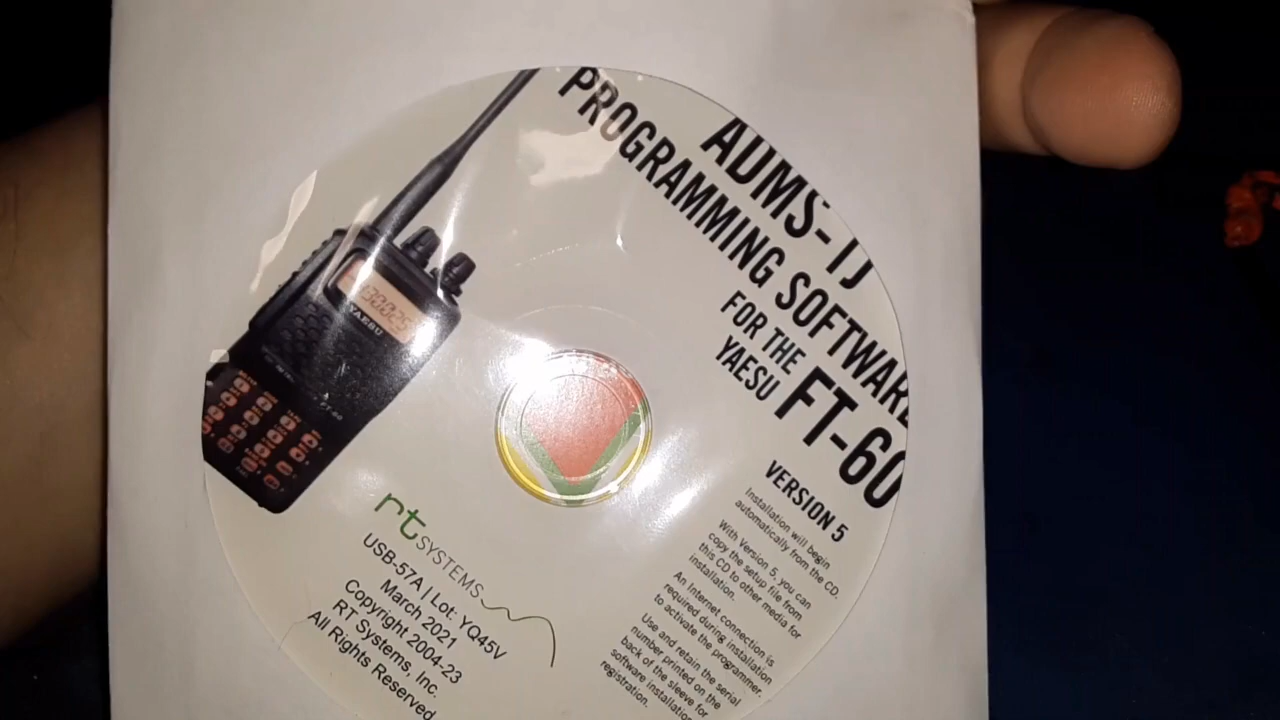 ADMS-1J
PROGRAMMING SOFTWARE
FOR THE
YAESU
FT-60
VERSION 5
Installation will begin
automatically from the CD.
With Version 5, you can
copy the setup file from
this CD to other media for
installation.
An Internet connection is
required during installation
to activate the programmer.
Use and retain the serial
number printed on the
back of the sleeve for
software installation
registration.
YAESU
rt SYSTEMS
USB-57A | Lot: YQ45V
March 2021
Copyright 2004-23
RT Systems, Inc.
All Rights Reserved